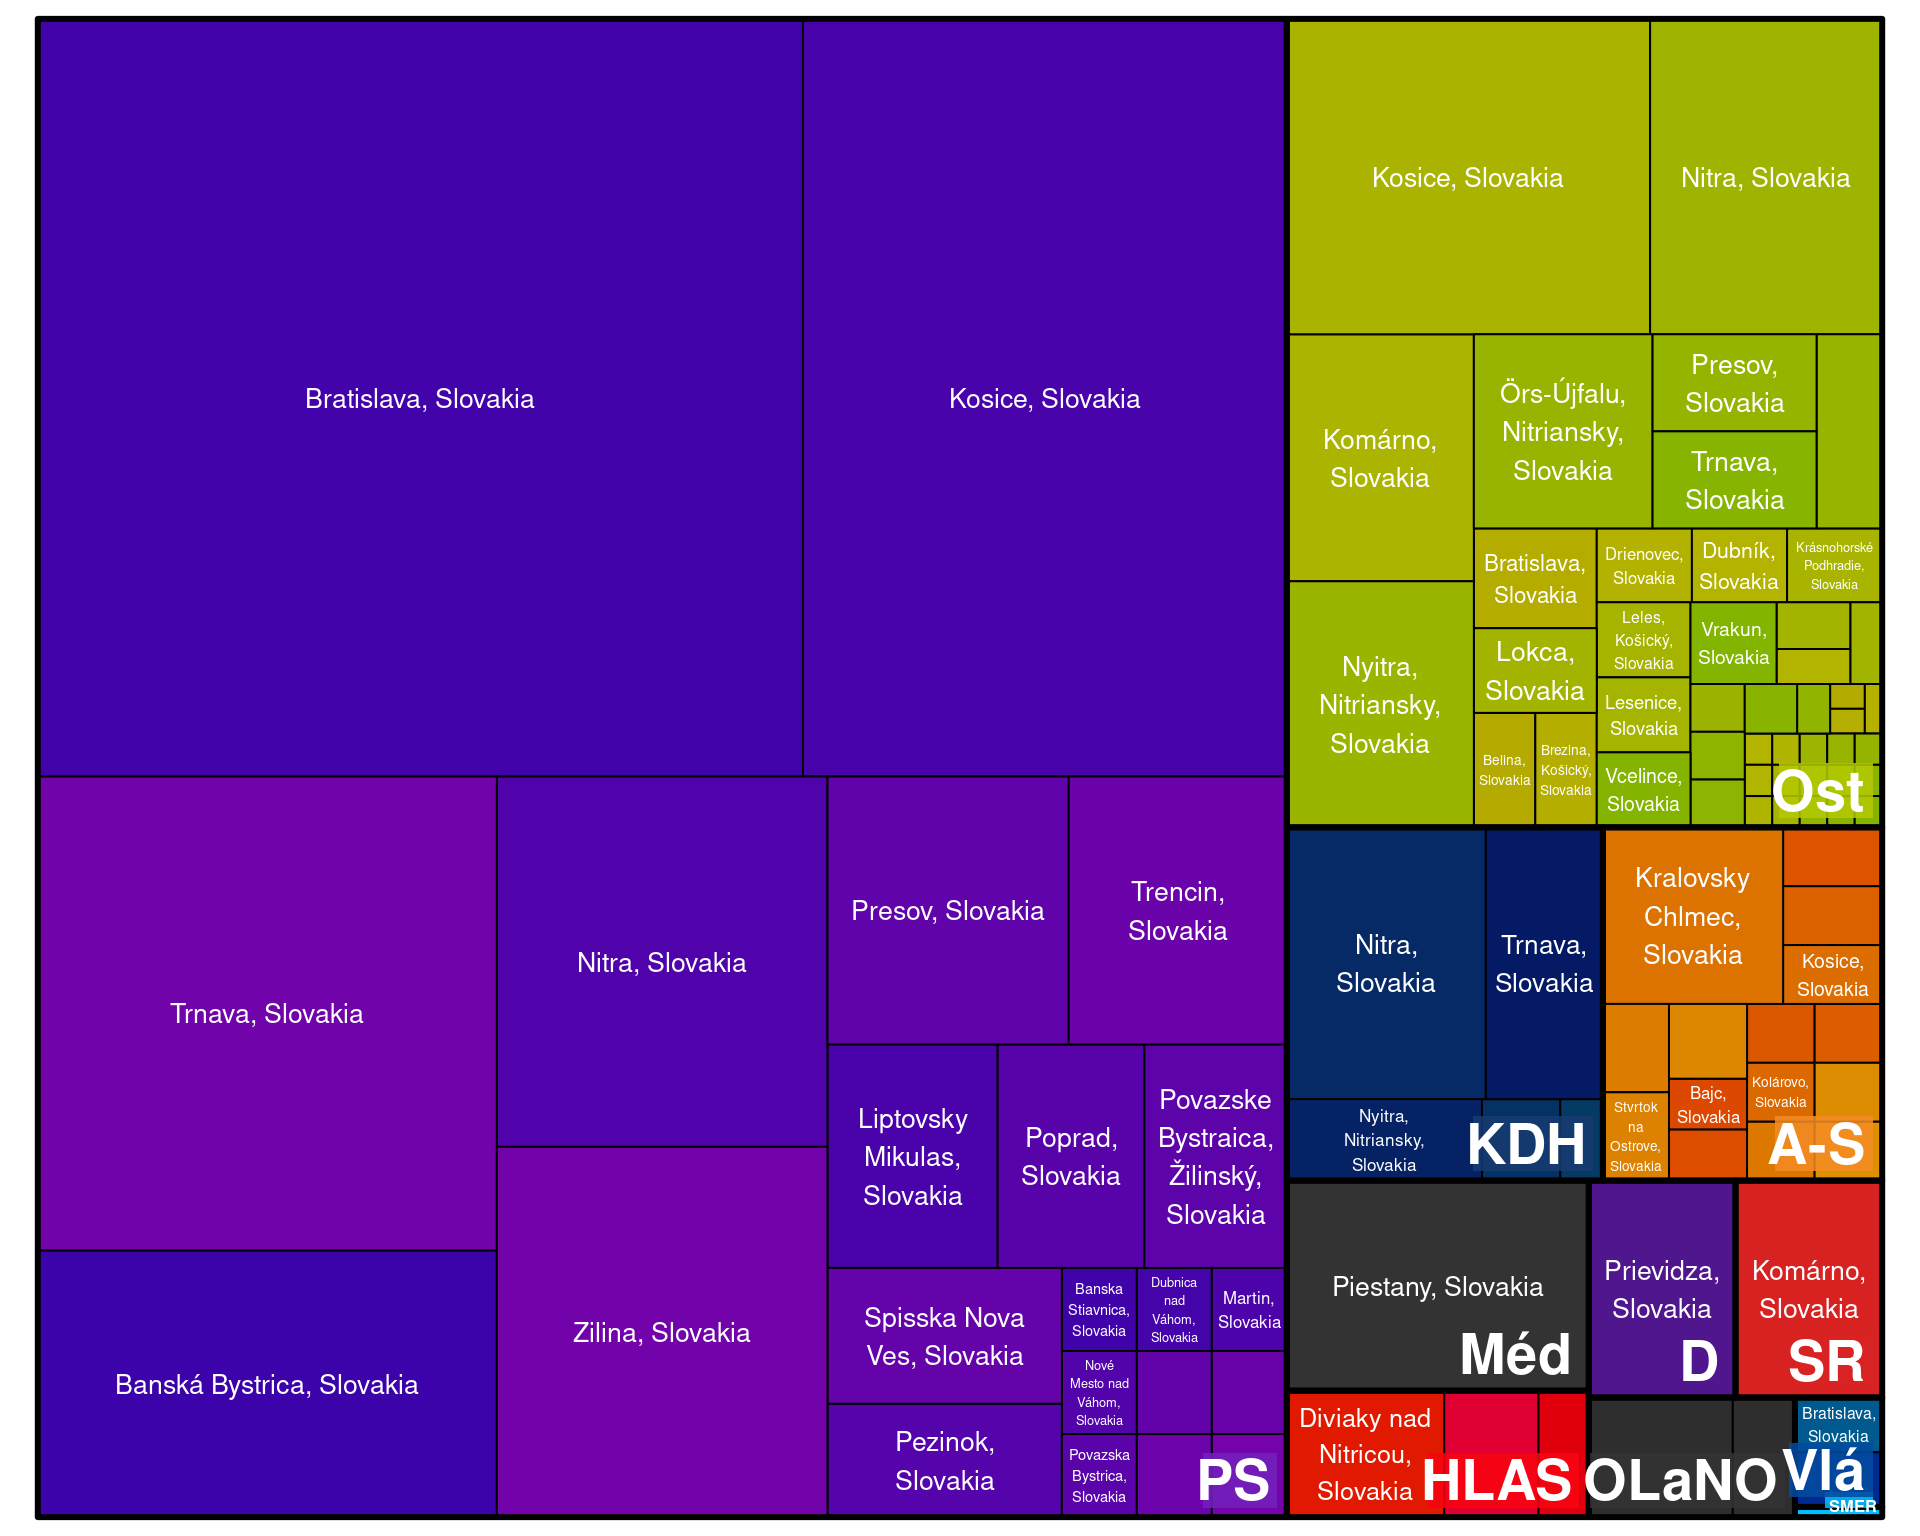 Bratislava, Slovakia
Kosice, Slovakia
Trnava, Slovakia
Banská Bystrica, Slovakia
Nitra, Slovakia
Zilina, Slovakia
Presov, Slovakia
Trencin,
Slovakia
Liptovsky
Mikulas,
Slovakia
Poprad,
Slovakia
Povazske
Bystraica,
Žilinský,
Slovakia
Spisska Nova
Ves, Slovakia
Pezinok,
Slovakia
Banska
Stiavnica,
Slovakia
Dubnica
nad
Váhom,
Slovakia
Martin,
Slovakia
Nové
Mesto nad
Váhom,
Slovakia
Povazska
Bystrica,
Slovakia
PS
Kosice, Slovakia
Nitra, Slovakia
Komárno,
Slovakia
Nyitra,
Nitriansky,
Slovakia
Örs-Újfalu,
Nitriansky,
Slovakia
Presov,
Slovakia
Trnava,
Slovakia
Bratislava,
Slovakia
Lokca,
Slovakia
Belina,
Slovakia
Brezina,
Košický,
Slovakia
Drienovec,
Slovakia
Dubník,
Slovakia
Krásnohorské
Podhradie,
Slovakia
Leles,
Košický,
Slovakia
Lesenice,
Slovakia
Vcelince,
Slovakia
Vrakun,
Slovakia
Ost
Nitra,
Slovakia
Trnava,
Slovakia
Nyitra,
Nitriansky,
Slovakia
KDH
Kralovsky
Chlmec,
Slovakia
Kosice,
Slovakia
Stvrtok
na
Ostrove,
Slovakia
Bajc,
Slovakia
Kolárovo,
Slovakia
A-S
Piestany, Slovakia
Méd
Prievidza,
Slovakia
D
Komárno,
Slovakia
SR
Diviaky nad
Nitricou,
Slovakia
HLAS
OLaNO
Bratislava,
Slovakia
Vlá
SMER